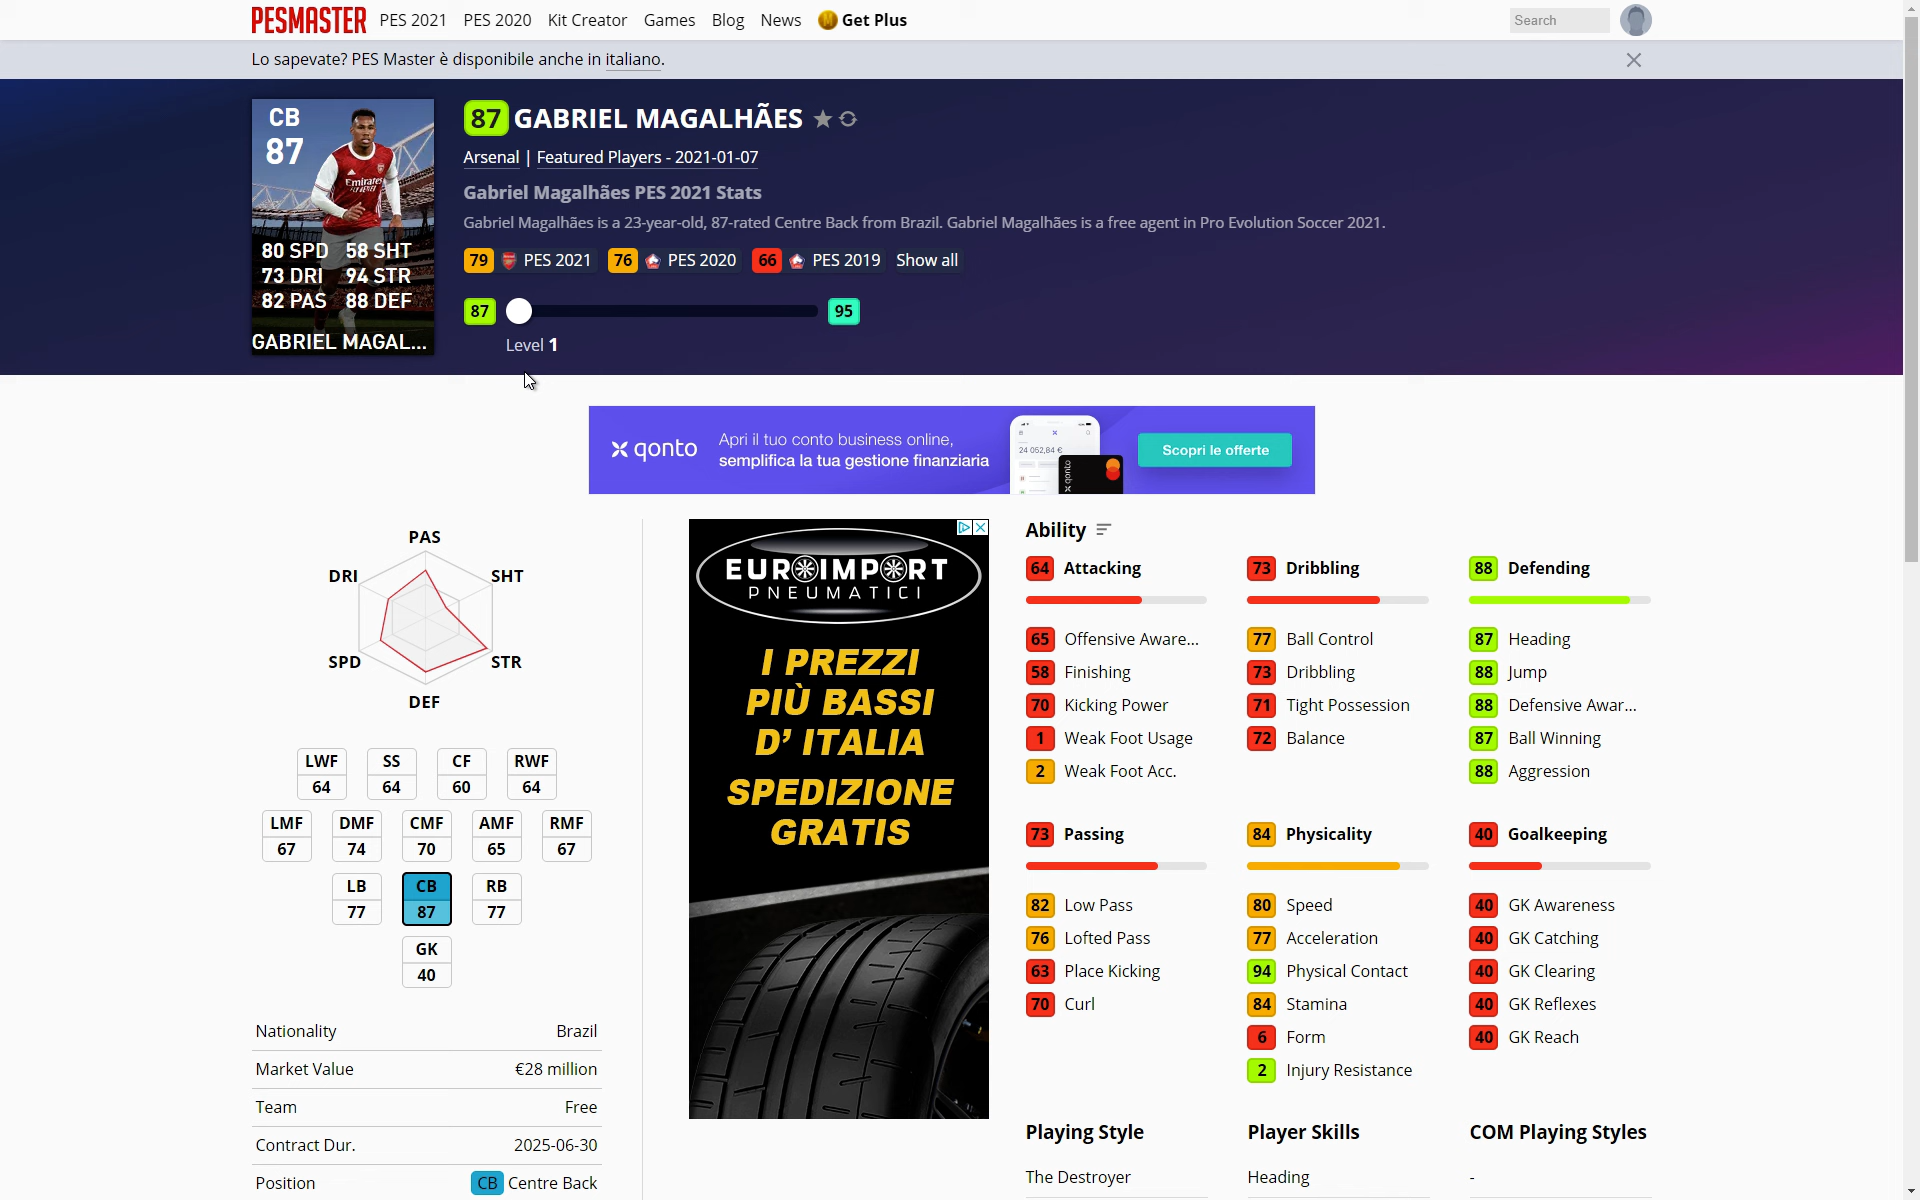 PESMASTER PES 2021 PES 2020 Kit Creator Games Blog News Get Plus Search
Lo sapevate? PES Master è disponibile anche in italiano.
CB
87
80 SPD 58 SHT
73 DRI 94 STR
82 PAS 88 DEF
GABRIEL MAGAL...
87 GABRIEL MAGALHÃES
Arsenal | Featured Players - 2021-01-07
Gabriel Magalhães PES 2021 Stats
Gabriel Magalhães is a 23-year-old, 87-rated Centre Back from Brazil. Gabriel Magalhães is a free agent in Pro Evolution Soccer 2021.
79 PES 2021 76 PES 2020 66 PES 2019 Show all
87 95
Level 1
qonto
Apri il tuo conto business online,
semplifica la tua gestione finanziaria
24 052,84 €
qonto
Scopri le offerte
PAS
DRI SHT
SPD STR
DEF
LWF SS CF RWF
64 64 60 64
LMF DMF CMF AMF RMF
67 74 70 65 67
LB CB RB
77 87 77
GK
40
Nationality Brazil
Market Value €28 million
Team Free
Contract Dur. 2025-06-30
Position CB Centre Back
EUROIMPORT
PNEUMATICI
I PREZZI
PIÙ BASSI
D' ITALIA
SPEDIZIONE
GRATIS
Ability
64 Attacking
65 Offensive Aware...
58 Finishing
70 Kicking Power
1 Weak Foot Usage
2 Weak Foot Acc.
73 Dribbling
77 Ball Control
73 Dribbling
71 Tight Possession
72 Balance
88 Defending
87 Heading
88 Jump
88 Defensive Awar...
87 Ball Winning
88 Aggression
73 Passing
82 Low Pass
76 Lofted Pass
63 Place Kicking
70 Curl
84 Physicality
80 Speed
77 Acceleration
94 Physical Contact
84 Stamina
6 Form
2 Injury Resistance
40 Goalkeeping
40 GK Awareness
40 GK Catching
40 GK Clearing
40 GK Reflexes
40 GK Reach
Playing Style
The Destroyer
Player Skills
Heading
COM Playing Styles
-